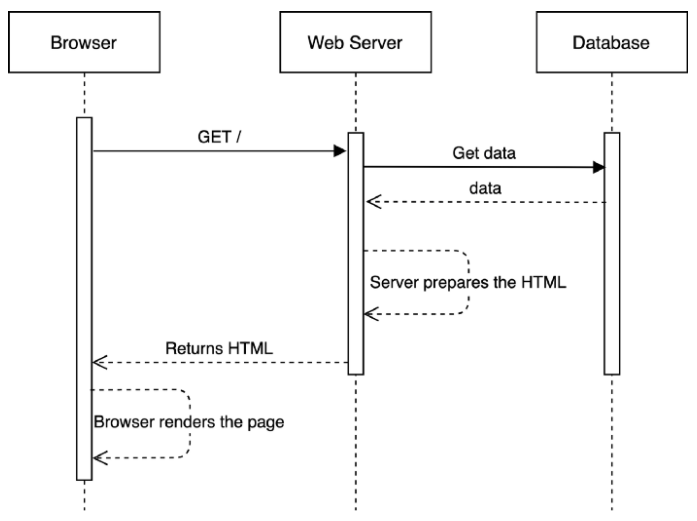 Browser
Web Server
Database
GET /
Get data
data
Server prepares the HTML
Returns HTML
Browser renders the page